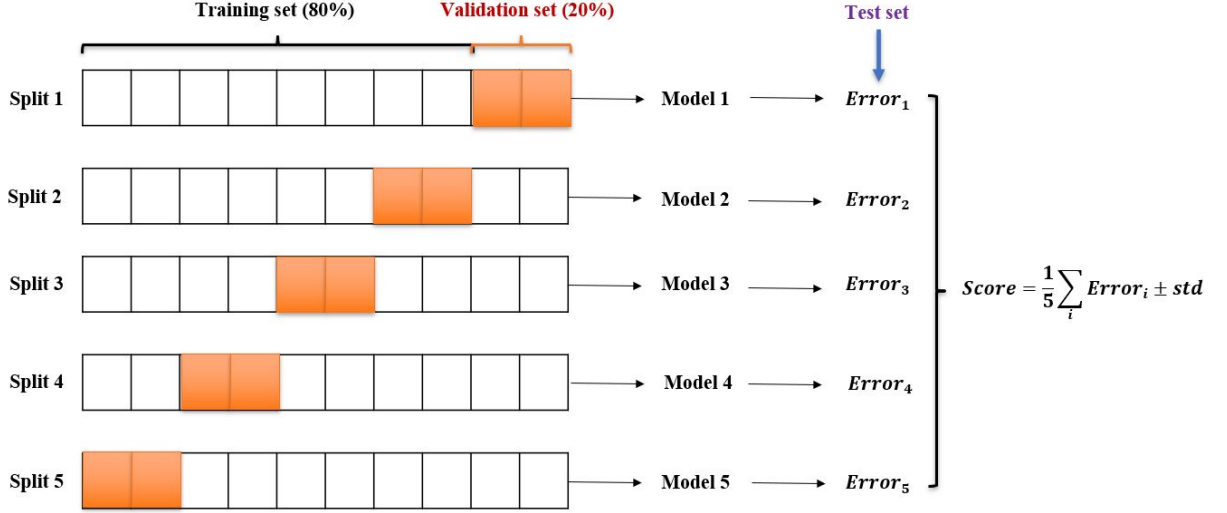 Training set (80%) Validation set (20%) Test set
Split 1 Model 1 Error₁
Split 2 Model 2 Error₂
Split 3 Model 3 Error₃
Score = 1/5 ∑ᵢ Errorᵢ ± std
Split 4 Model 4 Error₄
Split 5 Model 5 Error₅